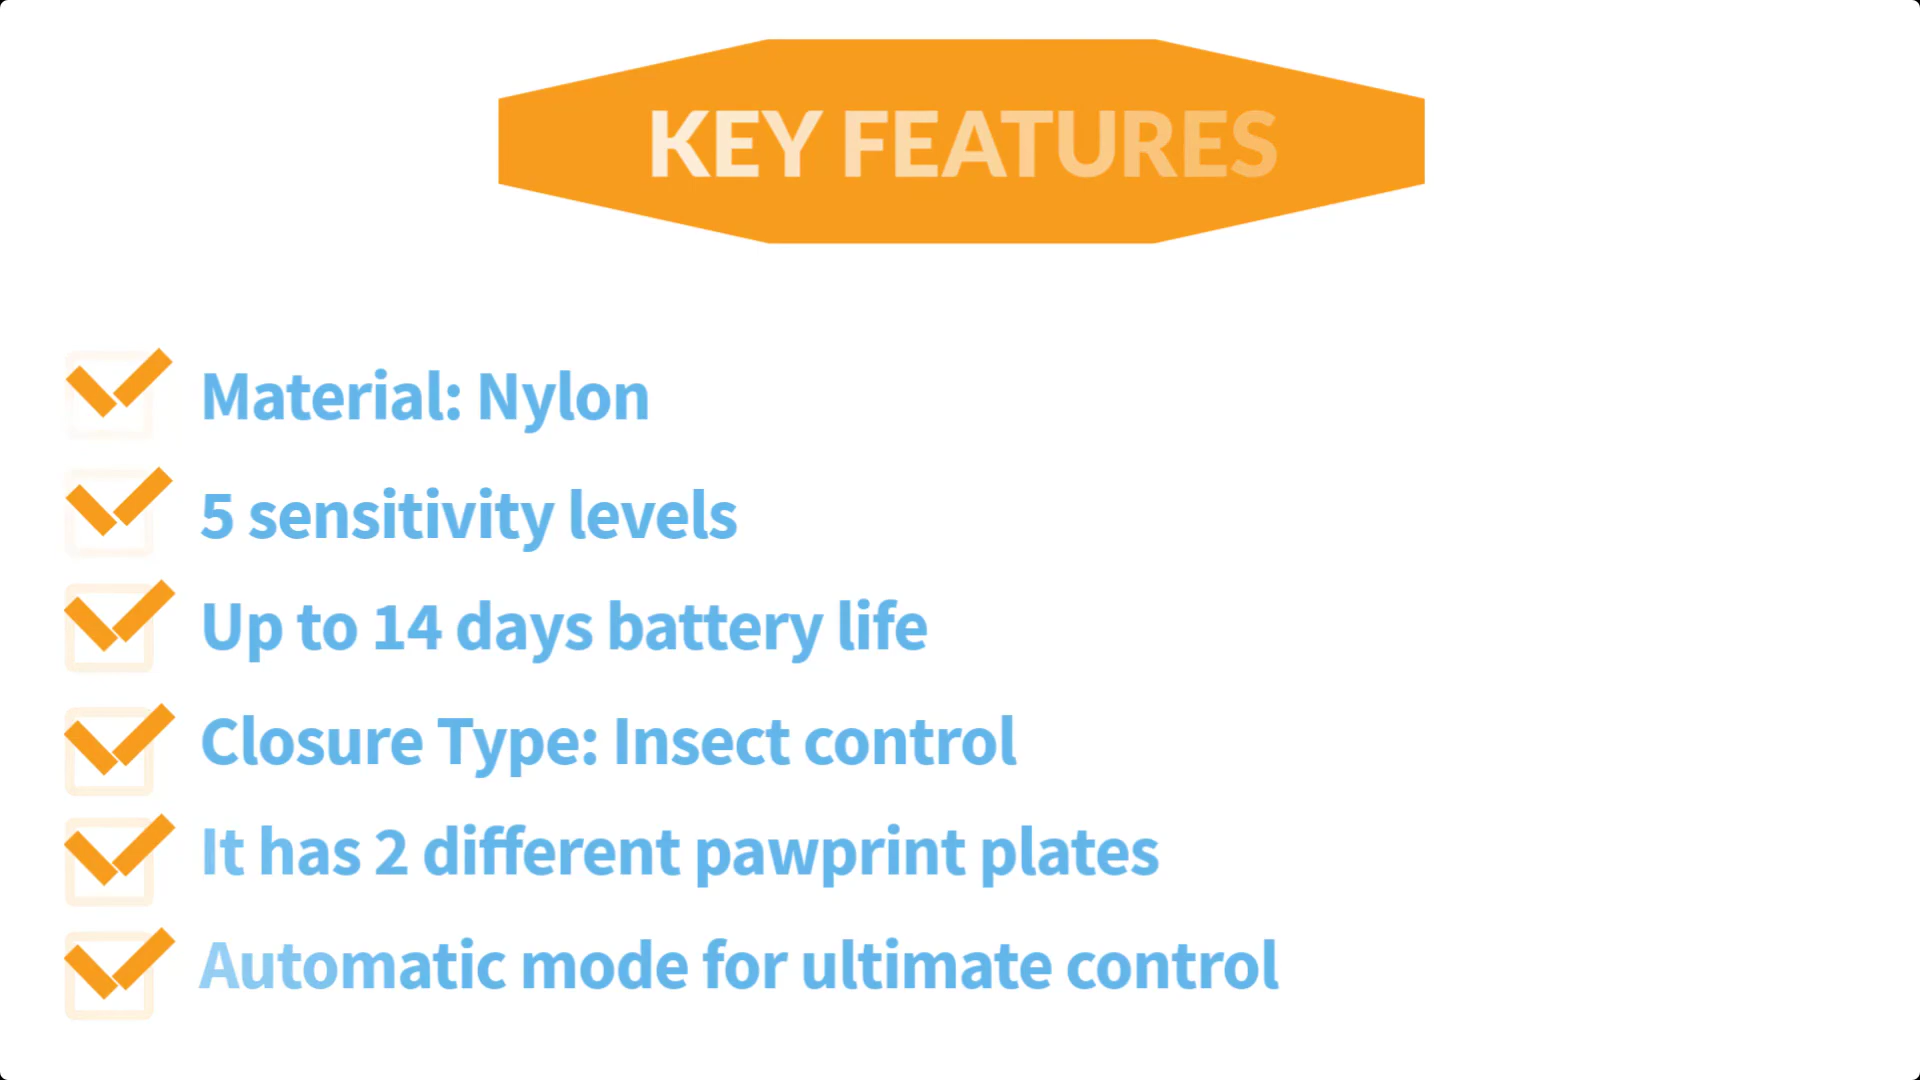 KEY FEATURES
Material: Nylon
5 sensitivity levels
Up to 14 days battery life
Closure Type: Insect control
It has 2 different pawprint plates
Automatic mode for ultimate control